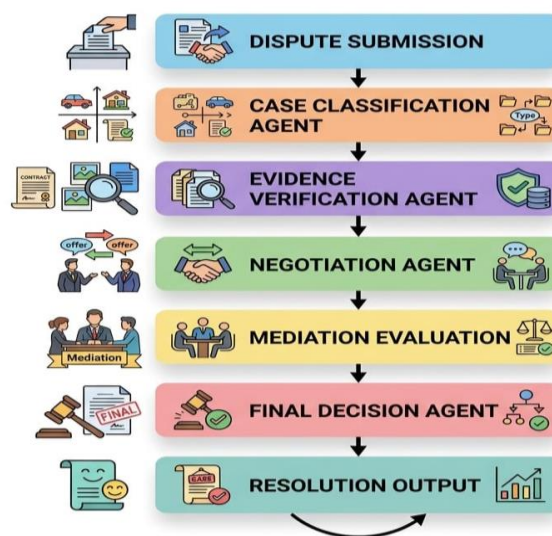 DISPUTE SUBMISSION
CASE CLASSIFICATION
AGENT
Type
CONTRACT
EVIDENCE
VERIFICATION AGENT
offer
offer
NEGOTIATION AGENT
Mediation
MEDIATION EVALUATION
FINAL
FINAL DECISION AGENT
RESOLUTION OUTPUT